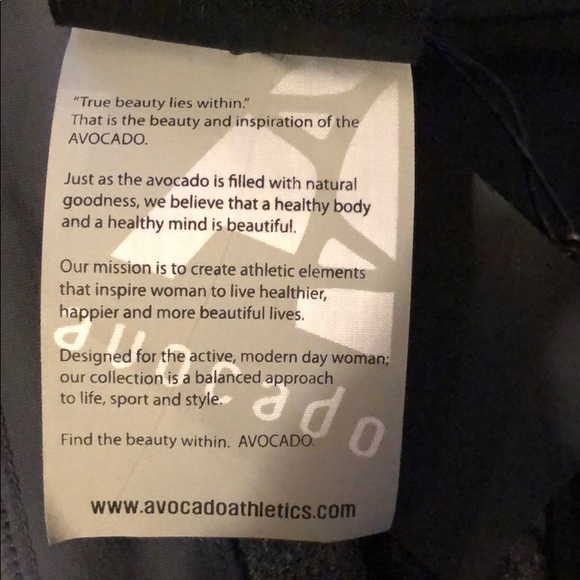 "True beauty lies within."
That is the beauty and inspiration of the
AVOCADO.
Just as the avocado is filled with natural
goodness, we believe that a healthy body
and a healthy mind is beautiful.
Our mission is to create athletic elements
that inspire woman to live healthier,
happier and more beautiful lives.
avocado
Designed for the active, modern day woman;
our collection is a balanced approach
to life, sport and style.
Find the beauty within. AVOCADO.
www.avocadoathletics.com